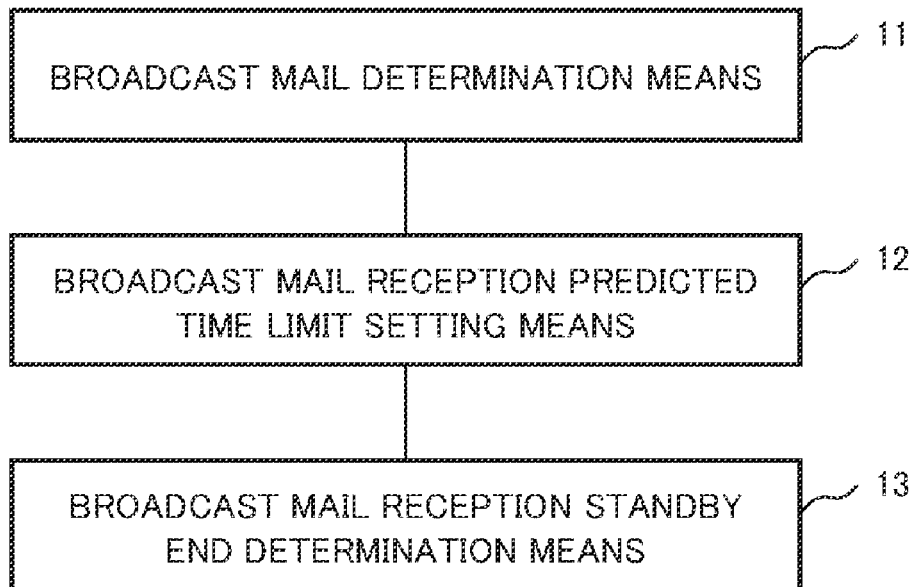 11
BROADCAST MAIL DETERMINATION MEANS
12
BROADCAST MAIL RECEPTION PREDICTED
TIME LIMIT SETTING MEANS
13
BROADCAST MAIL RECEPTION STANDBY
END DETERMINATION MEANS